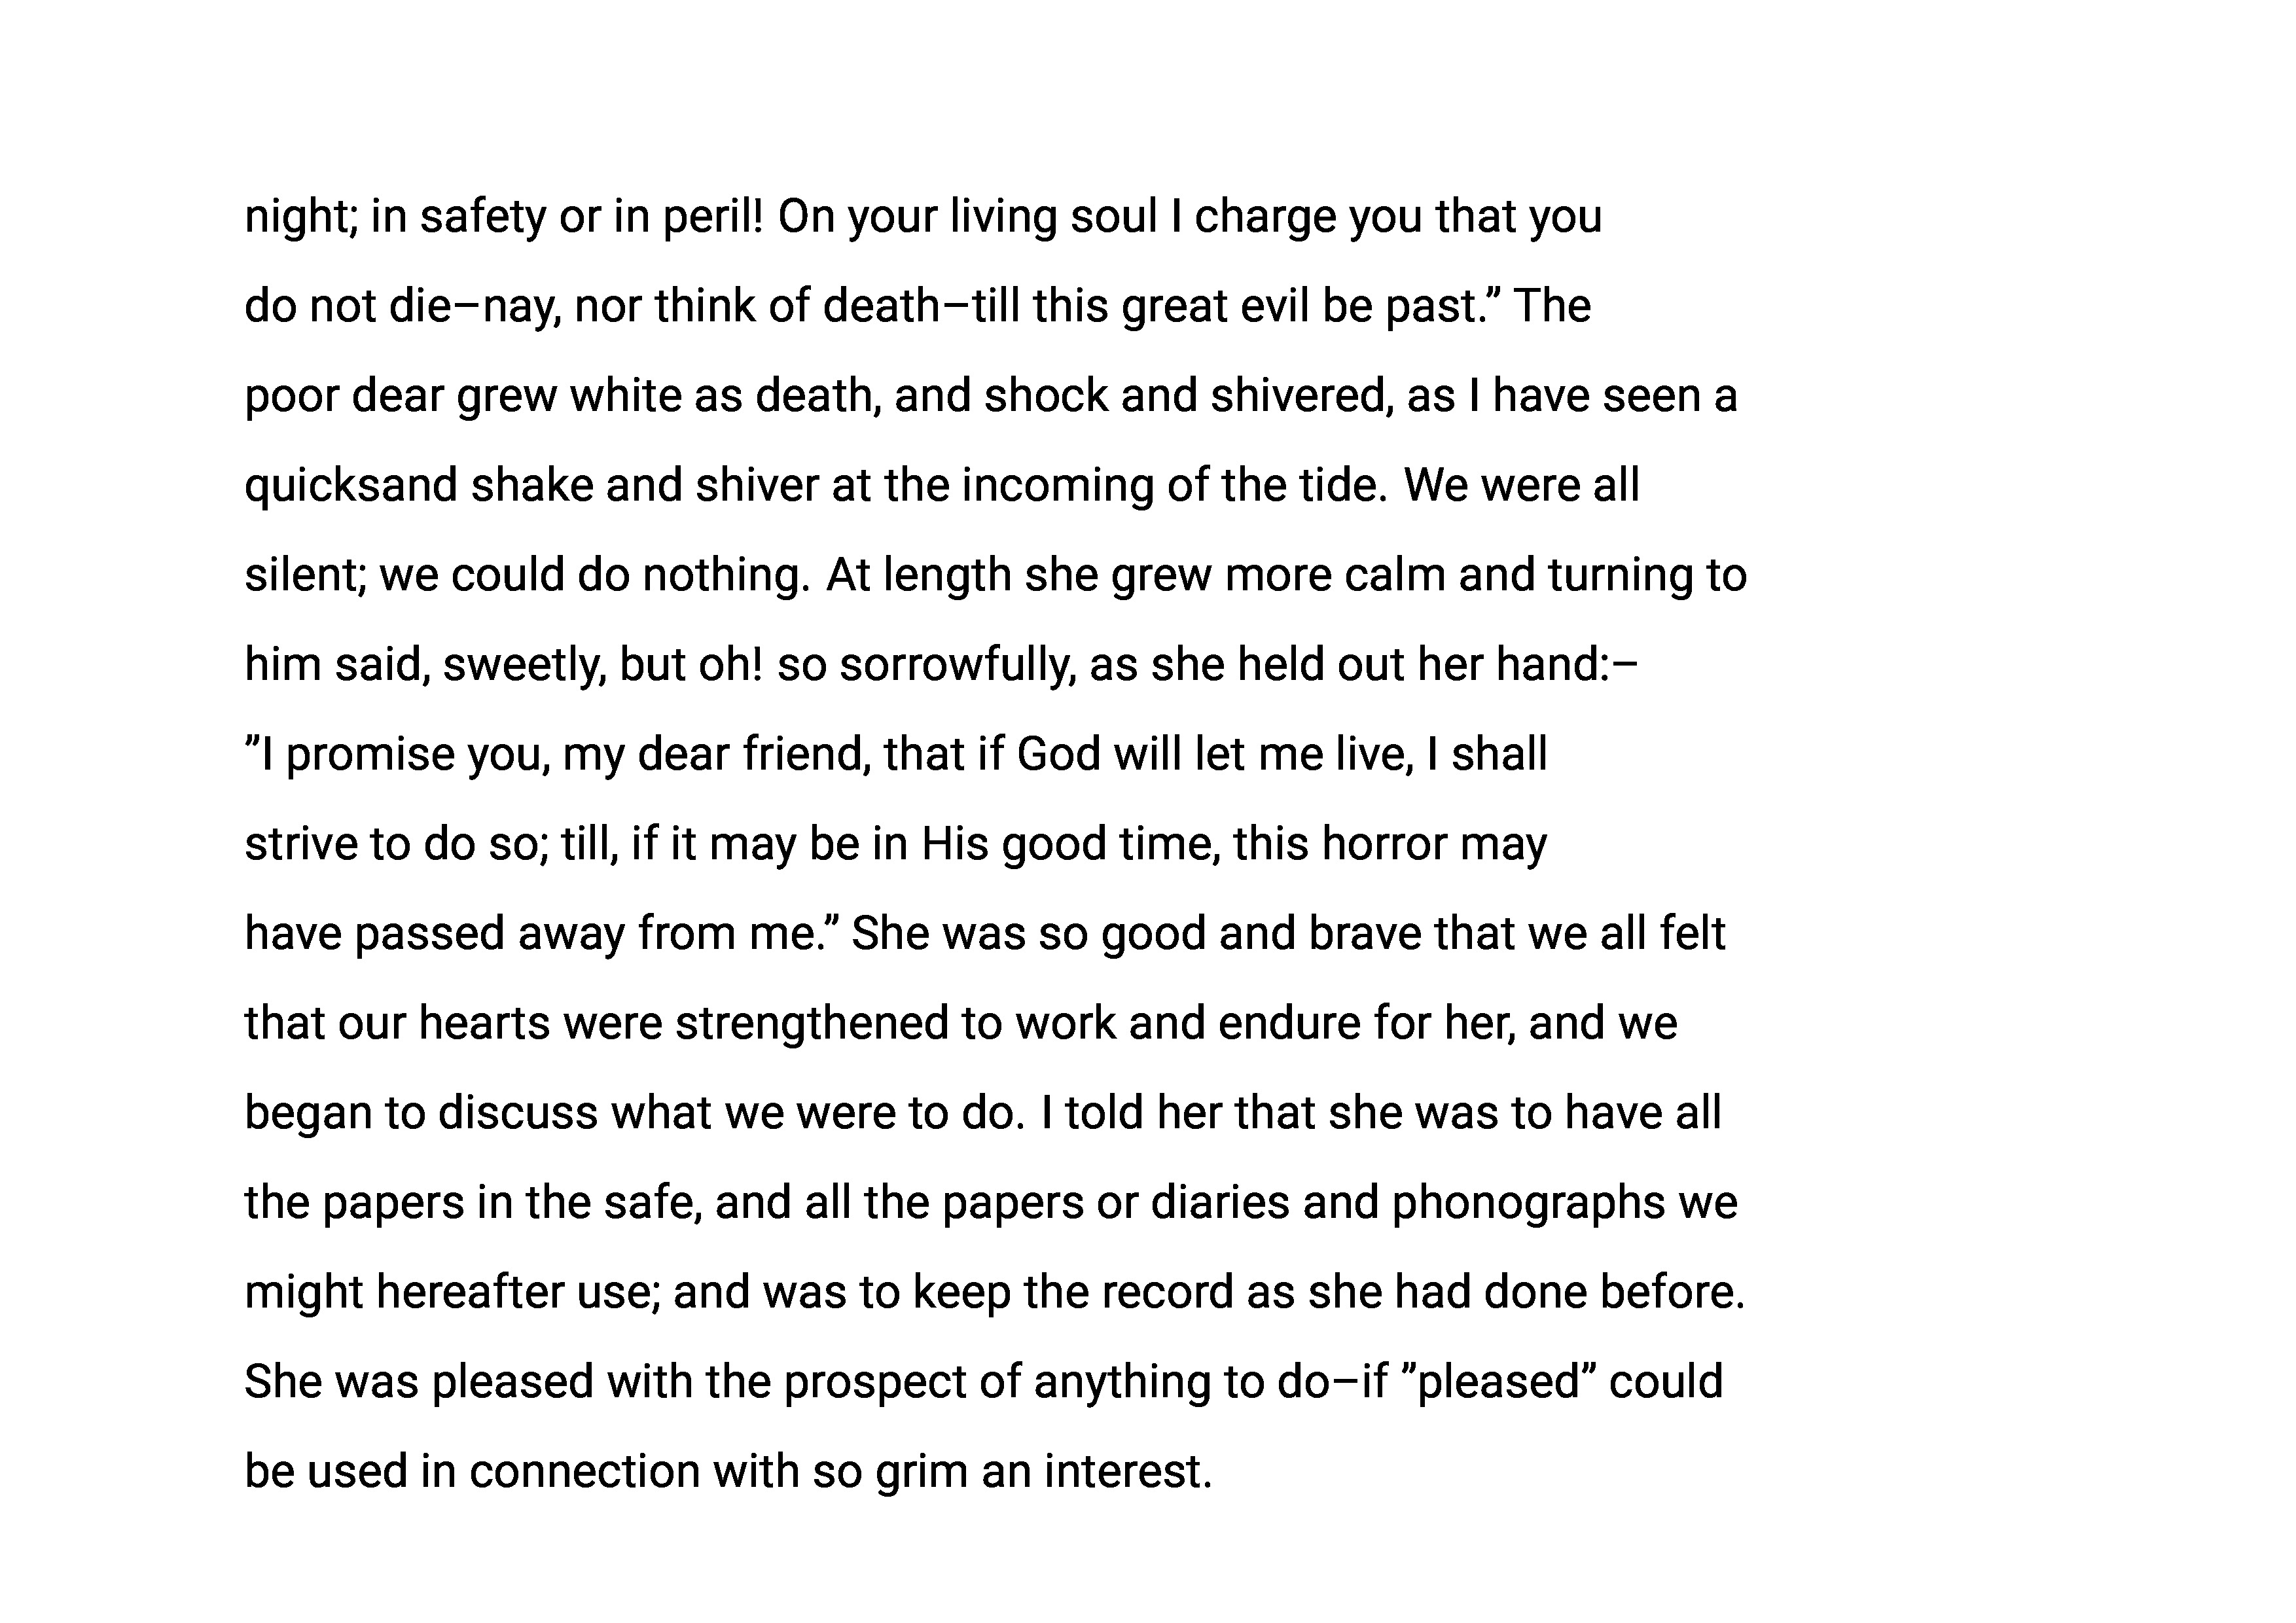 night; in safety or in peril! On your living soul I charge you that you
do not die–nay, nor think of death–till this great evil be past.” The
poor dear grew white as death, and shock and shivered, as I have seen a
quicksand shake and shiver at the incoming of the tide. We were all
silent; we could do nothing. At length she grew more calm and turning to
him said, sweetly, but oh! so sorrowfully, as she held out her hand:–
”I promise you, my dear friend, that if God will let me live, I shall
strive to do so; till, if it may be in His good time, this horror may
have passed away from me.” She was so good and brave that we all felt
that our hearts were strengthened to work and endure for her, and we
began to discuss what we were to do. I told her that she was to have all
the papers in the safe, and all the papers or diaries and phonographs we
might hereafter use; and was to keep the record as she had done before.
She was pleased with the prospect of anything to do–if ”pleased” could
be used in connection with so grim an interest.